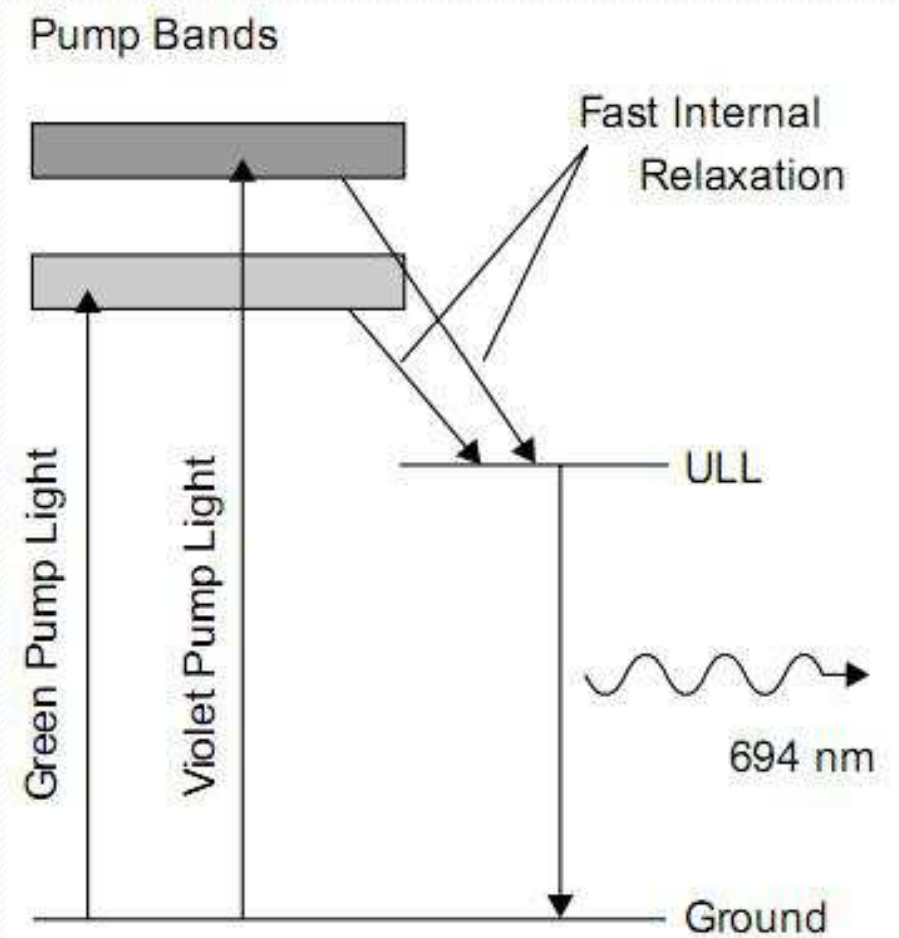 Pump Bands
Fast Internal
Relaxation
Green Pump Light
Violet Pump Light
ULL
694 nm
Ground